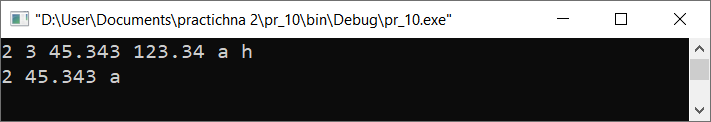 "D:\User\Documents\practichna 2\pr_10\bin\Debug\pr_10.exe"
2 3 45.343 123.34 a h
2 45.343 a